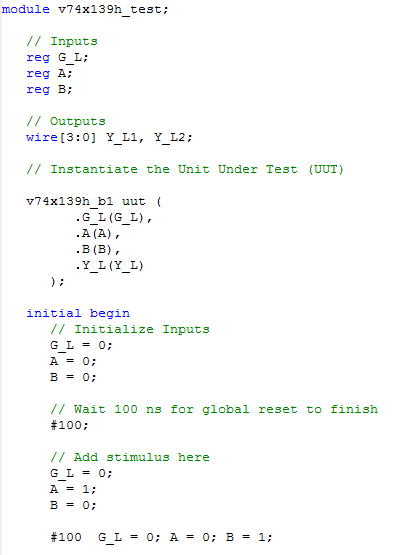 module v74x139h_test;
// Inputs
reg G_L;
reg A;
reg B;
// Outputs
wire[3:0] Y_L1, Y_L2;
// Instantiate the Unit Under Test (UUT)
v74x139h_b1 uut (
.G_L(G_L),
.A(A),
.B(B),
.Y_L(Y_L)
);
initial begin
// Initialize Inputs
G_L = 0;
A = 0;
B = 0;
// Wait 100 ns for global reset to finish
#100;
// Add stimulus here
G_L = 0;
A = 1;
B = 0;
#100  G_L = 0; A = 0; B = 1;